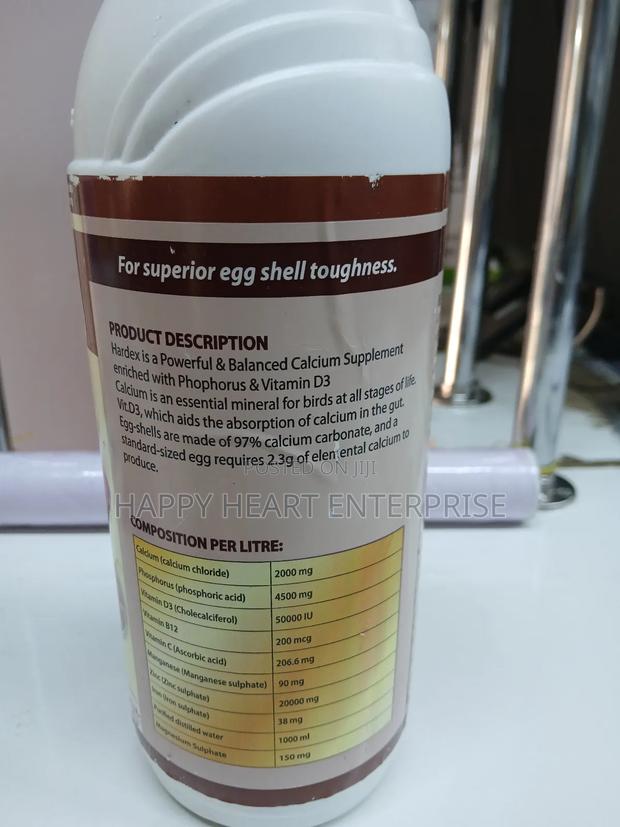 For superior egg shell toughness.
PRODUCT DESCRIPTION
Hardex is a Powerful & Balanced Calcium Supplement
enriched with Phophorus & Vitamin D3
Calcium is an essential mineral for birds at all stages of life.
Vit.D3, which aids the absorption of calcium in the gut.
Egg-shells are made of 97% calcium carbonate, and a
standard-sized egg requires 2.3g of elemental calcium to
produce.
POSTED ON JIJI
HAPPY HEART ENTERPRISE
COMPOSITION PER LITRE:
Calcium (calcium chloride) 2000 mg
Phosphorus (phosphoric acid) 4500 mg
Vitamin D3 (Cholecalciferol) 50000 IU
Vitamin B12 200 mcg
Vitamin C (Ascorbic acid) 206.6 mg
Manganese (Manganese sulphate) 90 mg
Zinc (Zinc sulphate) 20000 mg
Iron (Iron sulphate) 38 mg
Purified distilled water 1000 ml
Magnesium Sulphate 150 mg